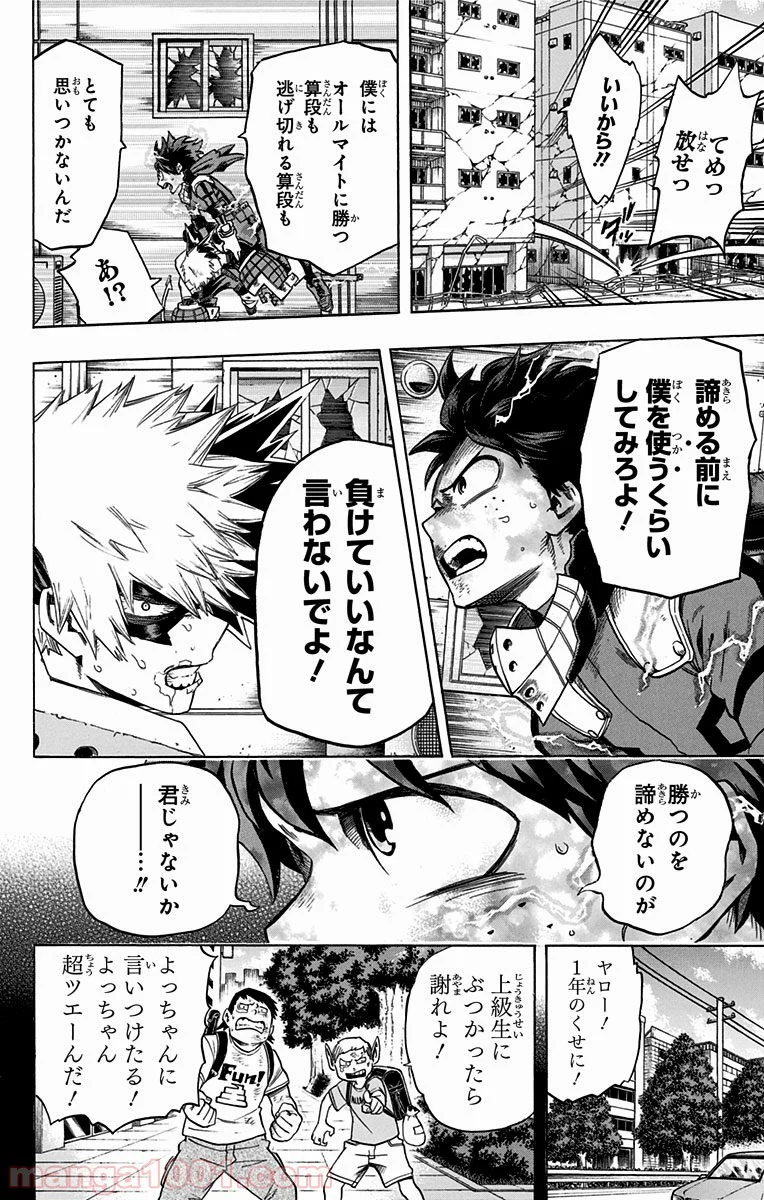 てめっ
放せっ
いいから!!
グッ
僕には
オールマイトに勝つ
算段も
逃げ切れる算段も
とても
思いつかないんだ
あ!?
諦める前に
僕を使うくらい
してみろよ!
負けていいなんて
言わないでよ!
勝つのを
諦めないのが
君じゃないか
――…!!
ヤロー!
1年のくせに!
上級生に
ぶつかったら
謝れよ!
よっちゃんに
言いつけたる!
よっちゃん
超ツエーんだ!
Fun!
manga1001.com